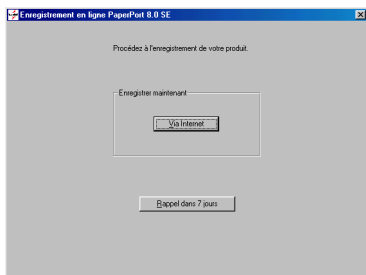 Enregistrement en ligne PaperPort 8.0 SE
Procédez à l'enregistrement de votre produit.
Enregistrer maintenant
Via Internet
Rappel dans 7 jours